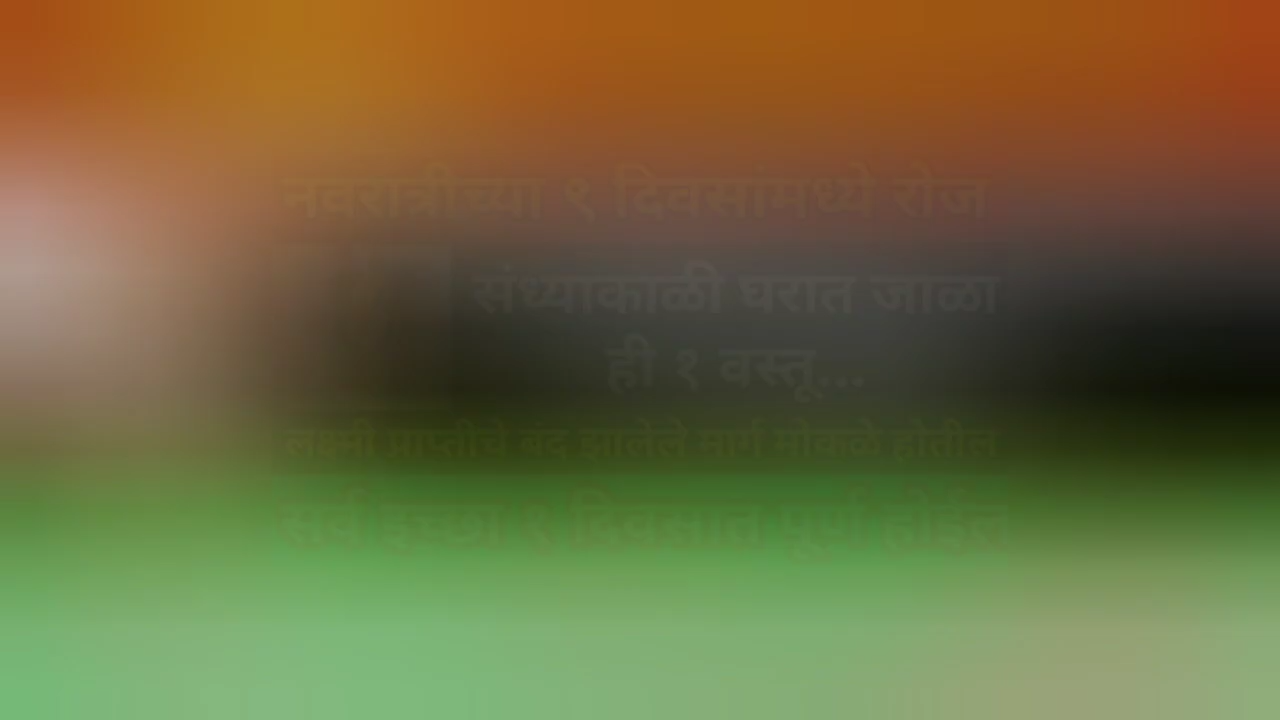 नवरात्रीच्या ९ दिवसांमध्ये रोज
संध्याकाळी घरात जाळा
ही १ वस्तू...
लक्ष्मी प्राप्तीचे बंद झालेले मार्ग मोकळे होतील
सर्व इच्छा ९ दिवसात पूर्ण होईल